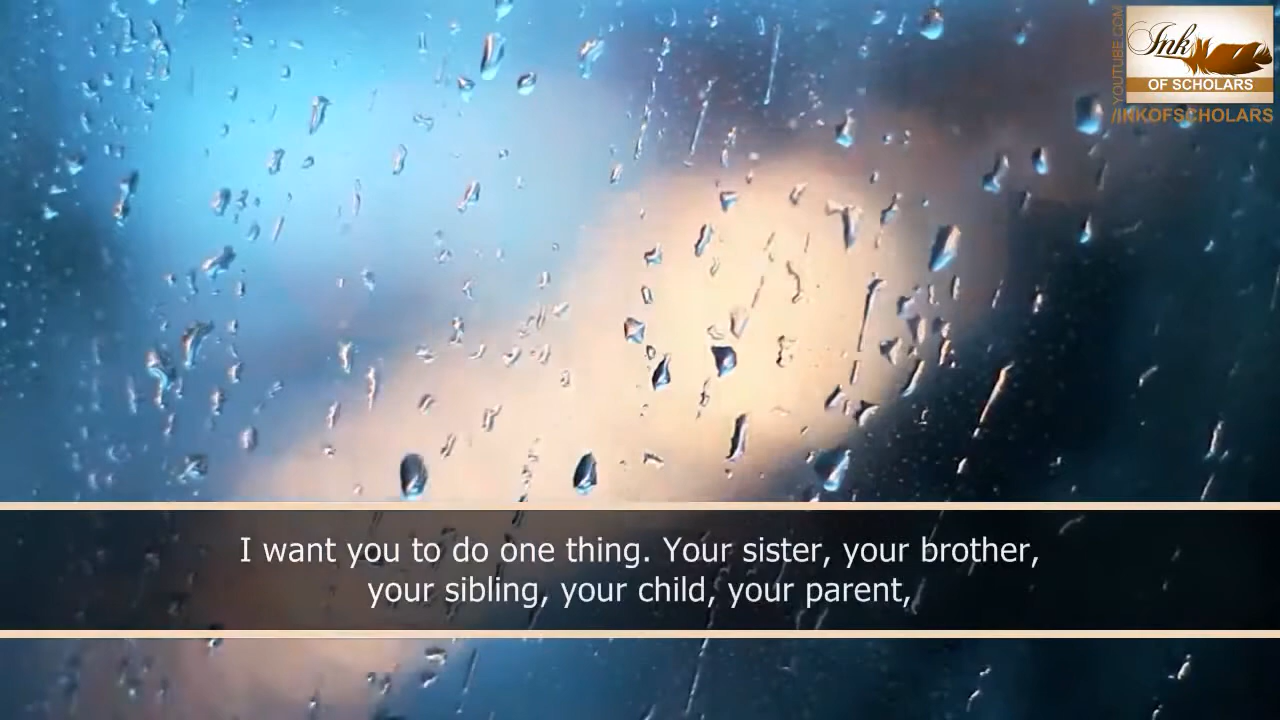 Ink
OF SCHOLARS
YOUTUBE.COM
/INKOFSCHOLARS
I want you to do one thing. Your sister, your brother,
your sibling, your child, your parent,